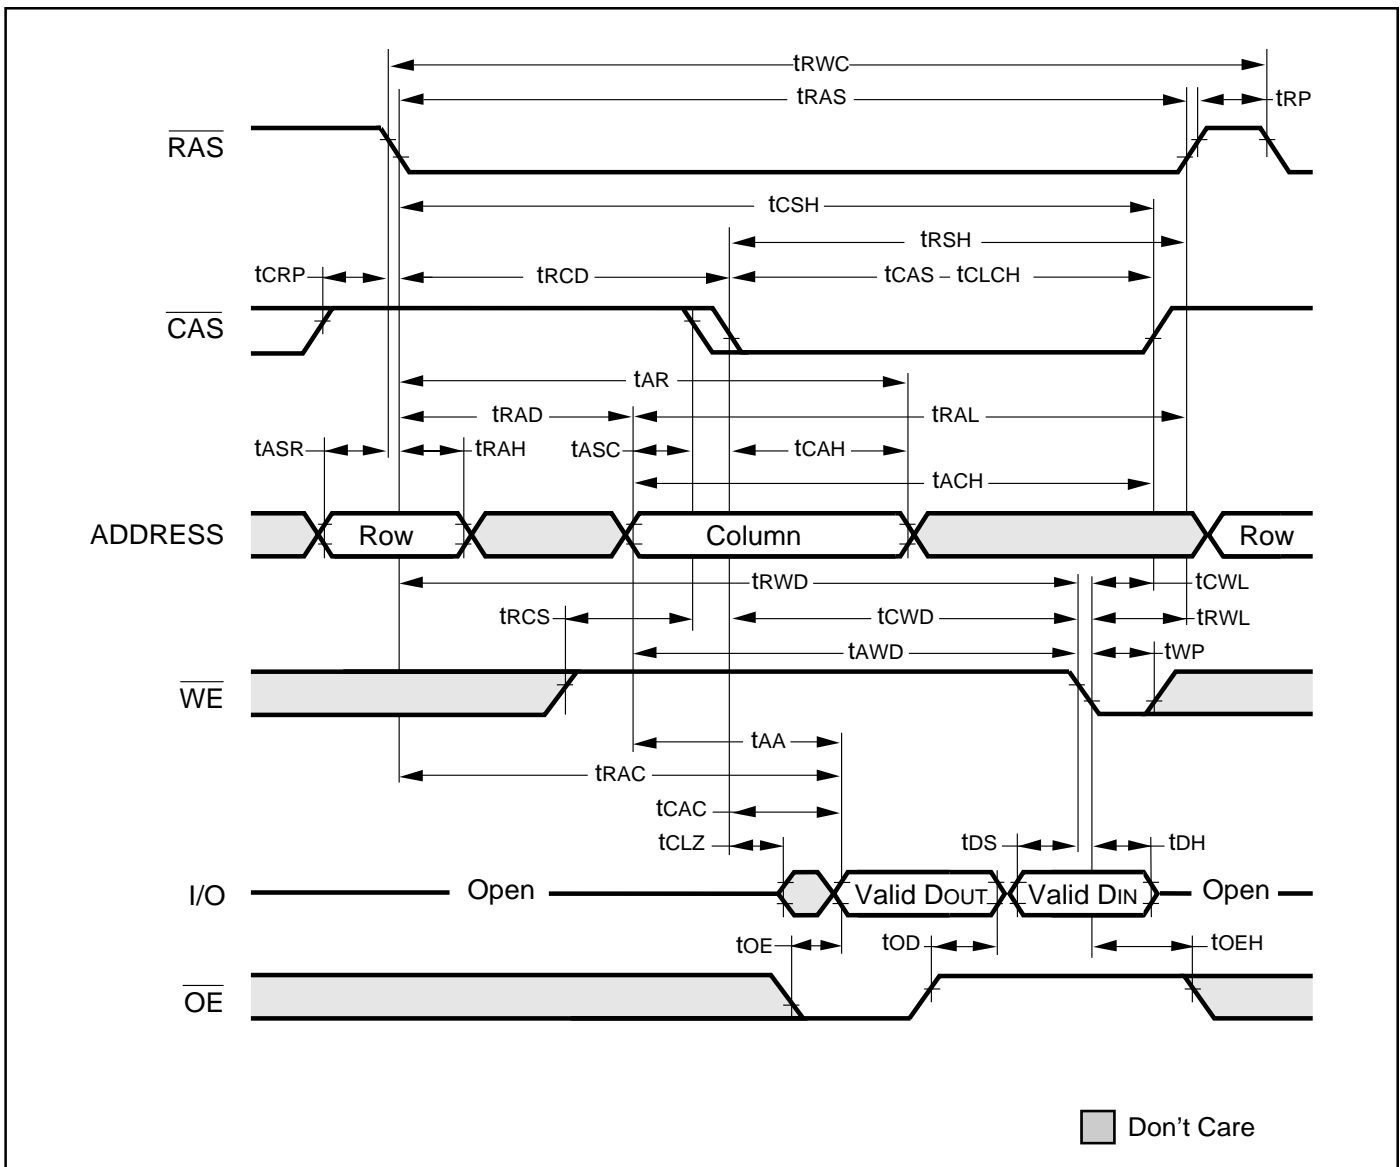 tRWC
tRAS
tRP
RAS
tCSH
tRSH
tCRP
tRCD
tCAS – tCLCH
CAS
tAR
tRAD
tRAL
tASR
tRAH
tASC
tCAH
tACH
ADDRESS
Row
Column
Row
tRWD
tCWL
tRCS
tCWD
tRWL
tAWD
tWP
WE
tAA
tRAC
tCAC
tCLZ
tDS
tDH
I/O
Open
Valid DOUT
Valid DIN
Open
tOE
tOD
tOEH
OE
Don't Care